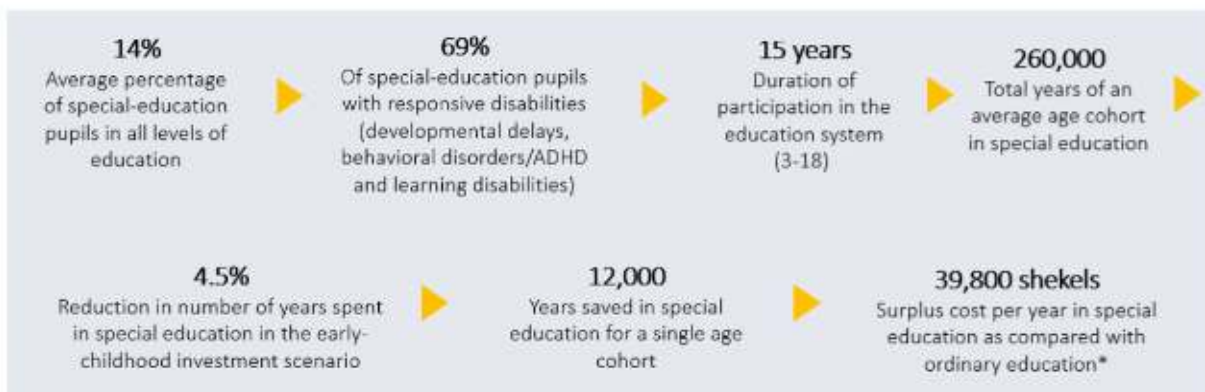 14%
Average percentage
of special-education
pupils in all levels of
education
69%
Of special-education pupils
with responsive disabilities
(developmental delays,
behavioral disorders/ADHD
and learning disabilities)
15 years
Duration of
participation in the
education system
(3-18)
260,000
Total years of an
average age cohort
in special education
4.5%
Reduction in number of years spent
in special education in the early-
childhood investment scenario
12,000
Years saved in special
education for a single age
cohort
39,800 shekels
Surplus cost per year in special
education as compared with
ordinary education*